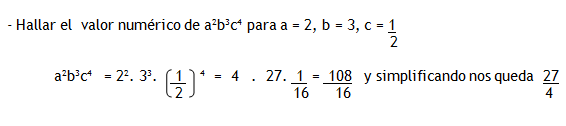 - Hallar el valor numérico de a²b³c⁴ para a = 2, b = 3, c = 1/2
a²b³c⁴ = 2². 3³. (1/2)⁴ = 4 . 27. 1/16 = 108/16 y simplificando nos queda 27/4